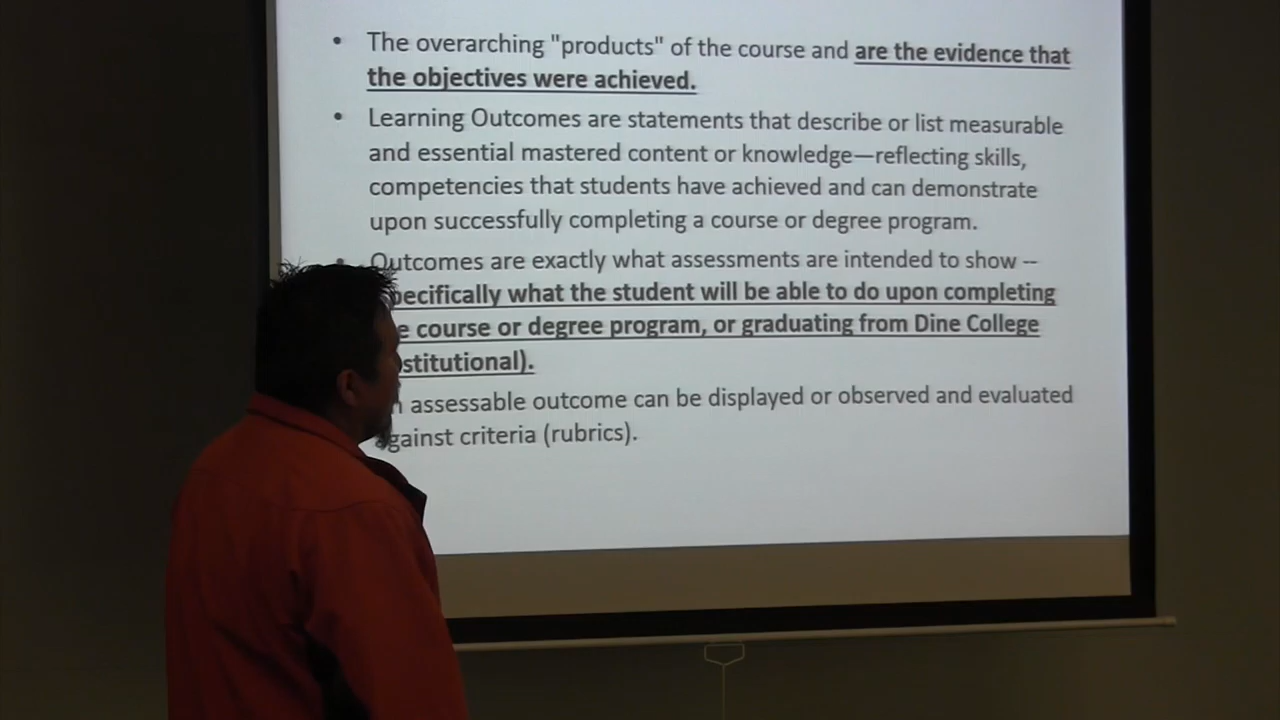 • The overarching "products" of the course and are the evidence that
the objectives were achieved.
• Learning Outcomes are statements that describe or list measurable
and essential mastered content or knowledge—reflecting skills,
competencies that students have achieved and can demonstrate
upon successfully completing a course or degree program.
• Outcomes are exactly what assessments are intended to show --
pecifically what the student will be able to do upon completing
e course or degree program, or graduating from Dine College
stitutional).
n assessable outcome can be displayed or observed and evaluated
against criteria (rubrics).